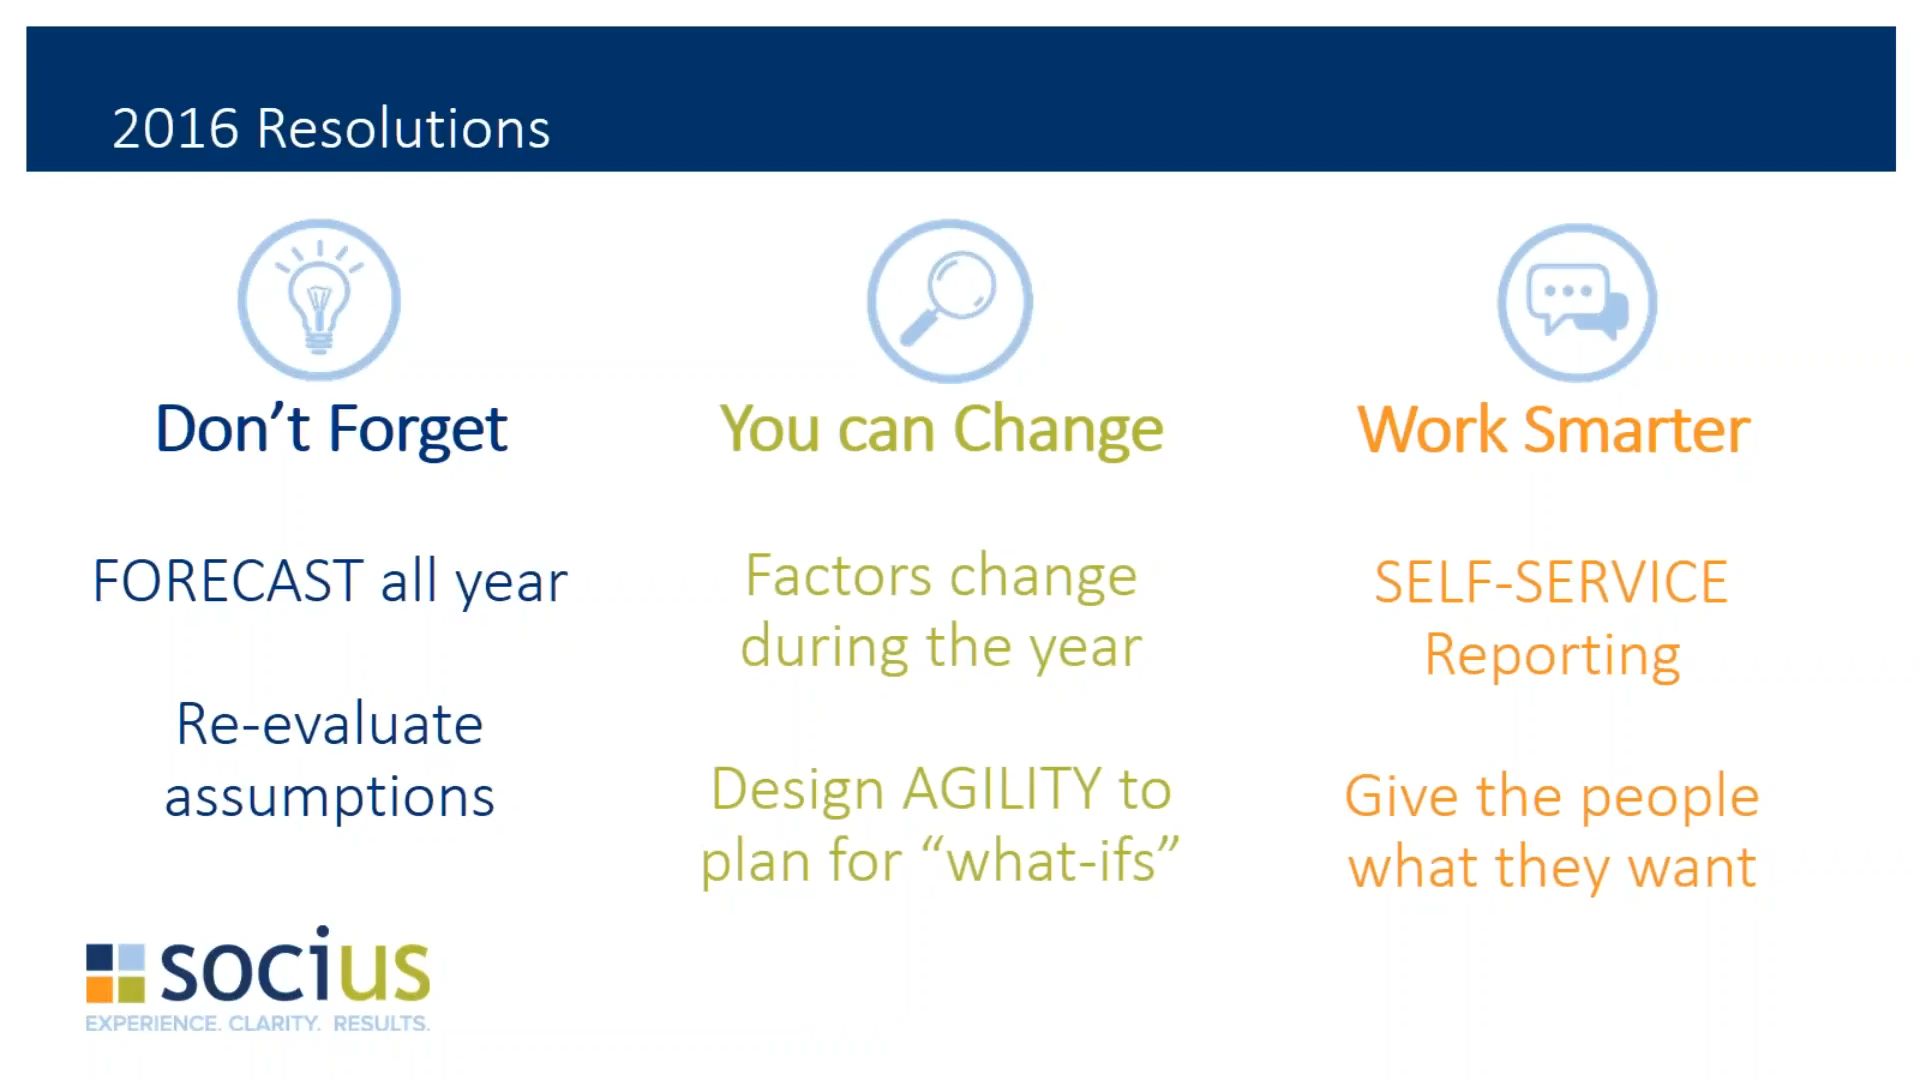 2016 Resolutions
Don’t Forget
FORECAST all year
Re-evaluate
assumptions
You can Change
Factors change
during the year
Design AGILITY to
plan for “what-ifs”
Work Smarter
SELF-SERVICE
Reporting
Give the people
what they want
socius
EXPERIENCE. CLARITY. RESULTS.